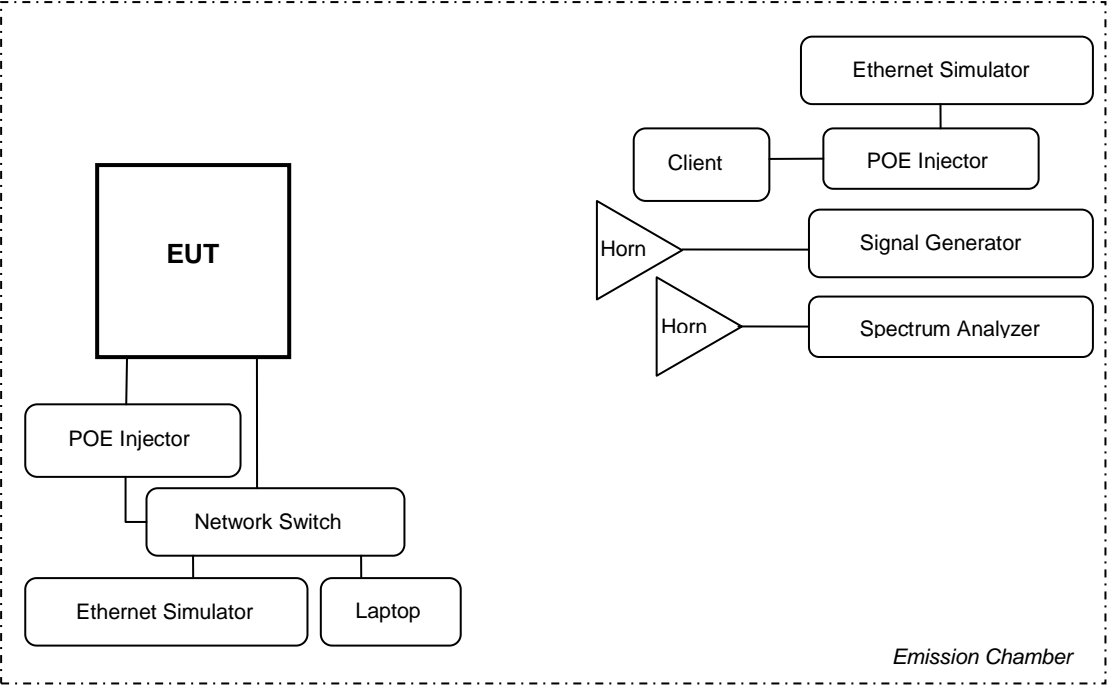 Ethernet Simulator
Client
POE Injector
EUT
Horn
Signal Generator
Horn
Spectrum Analyzer
POE Injector
Network Switch
Ethernet Simulator
Laptop
Emission Chamber